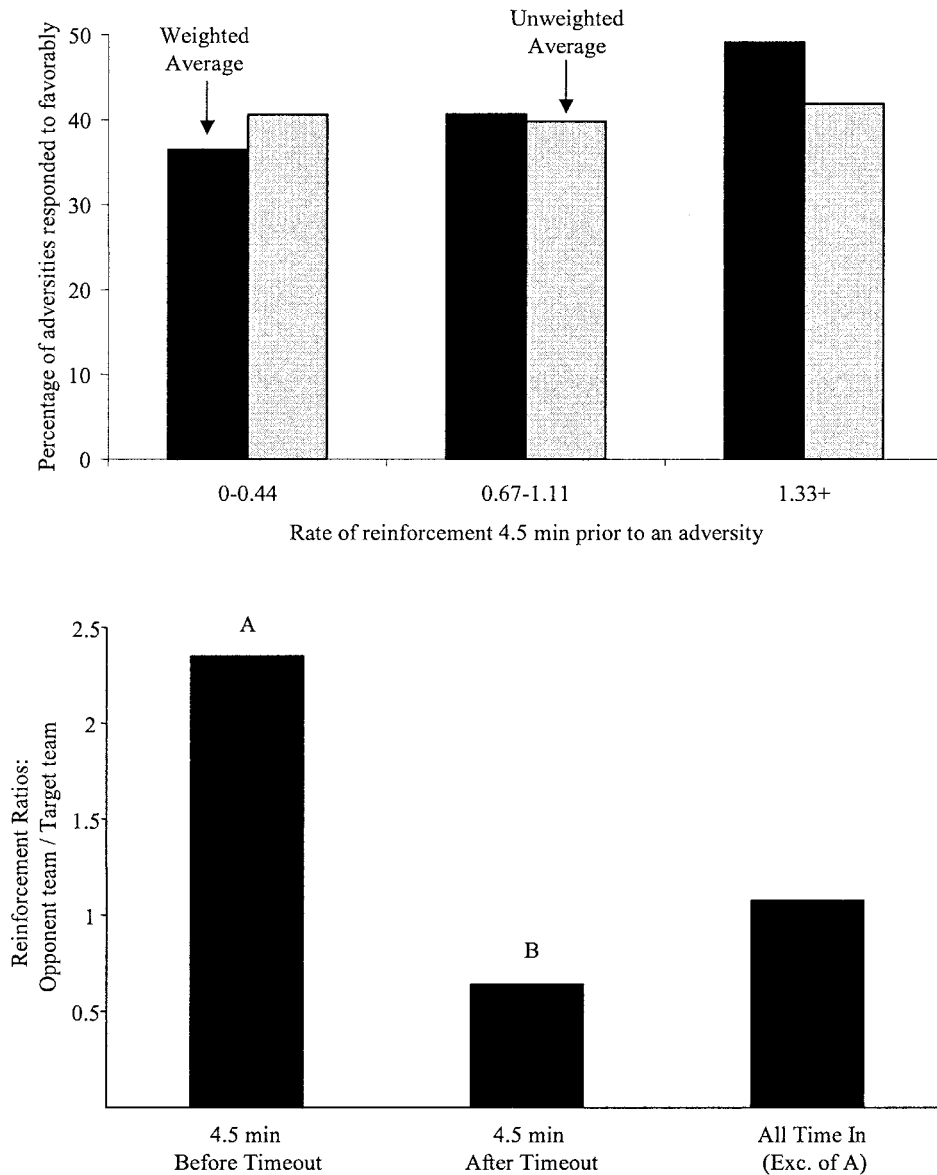 Percentage of adversities responded to favorably
50
40
30
20
10
0
Weighted
Average
Unweighted
Average
0-0.44
0.67-1.11
1.33+
Rate of reinforcement 4.5 min prior to an adversity
Reinforcement Ratios:
Opponent team / Target team
2.5
2
1.5
1
0.5
A
B
4.5 min
Before Timeout
4.5 min
After Timeout
All Time In
(Exc. of A)